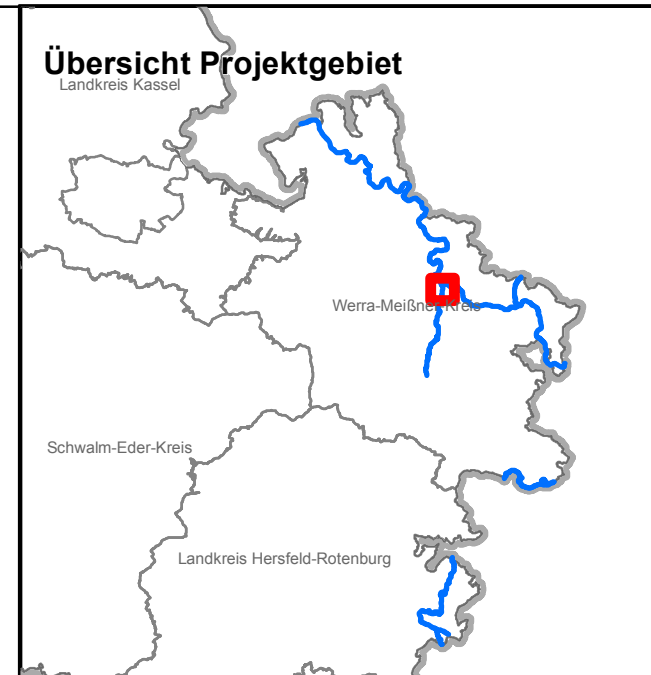 Übersicht Projektgebiet
Landkreis Kassel
Werra-Meißner-Kreis
Schwalm-Eder-Kreis
Landkreis Hersfeld-Rotenburg